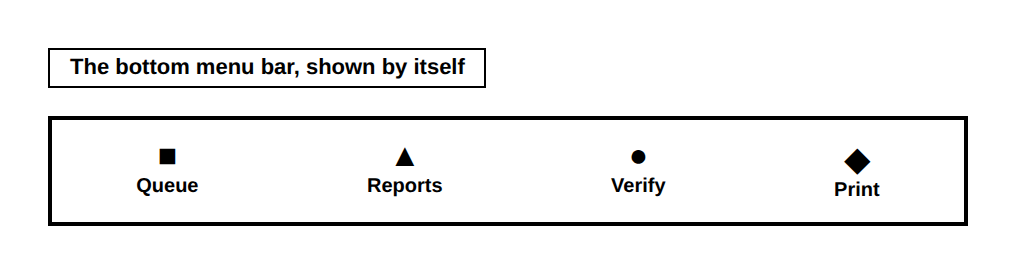 The bottom menu bar, shown by itself
Queue
Reports
Verify
Print